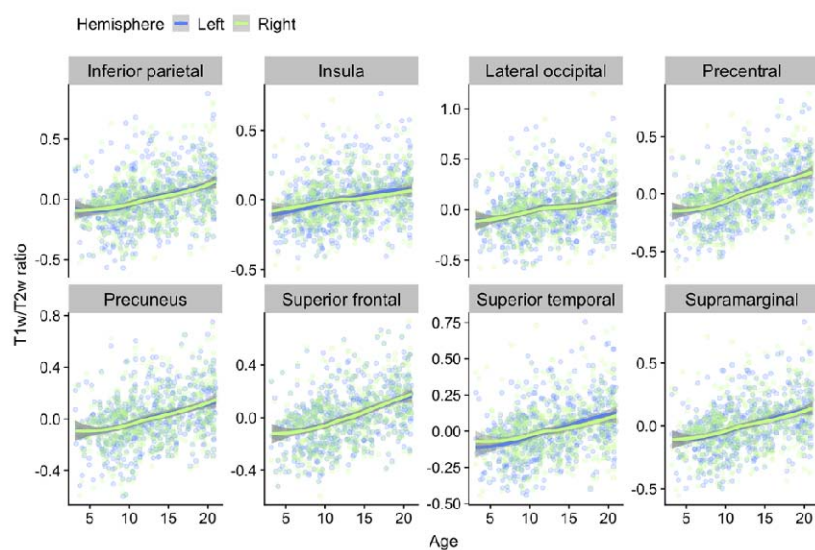 Hemisphere Left Right
Inferior parietal Insula Lateral occipital Precentral
0.5 0.5 1.0 0.5
0.0 0.0 0.5 0.0
-0.5 -0.5 0.0 -0.5
-0.5
T1w/T2w ratio
Precuneus Superior frontal Superior temporal Supramarginal
0.8 0.8 0.75 0.5
0.4 0.4 0.50 0.0
0.0 0.0 0.25 -0.5
-0.4 -0.4 0.00
-0.25
-0.50
5 10 15 20 5 10 15 20 5 10 15 20 5 10 15 20
Age